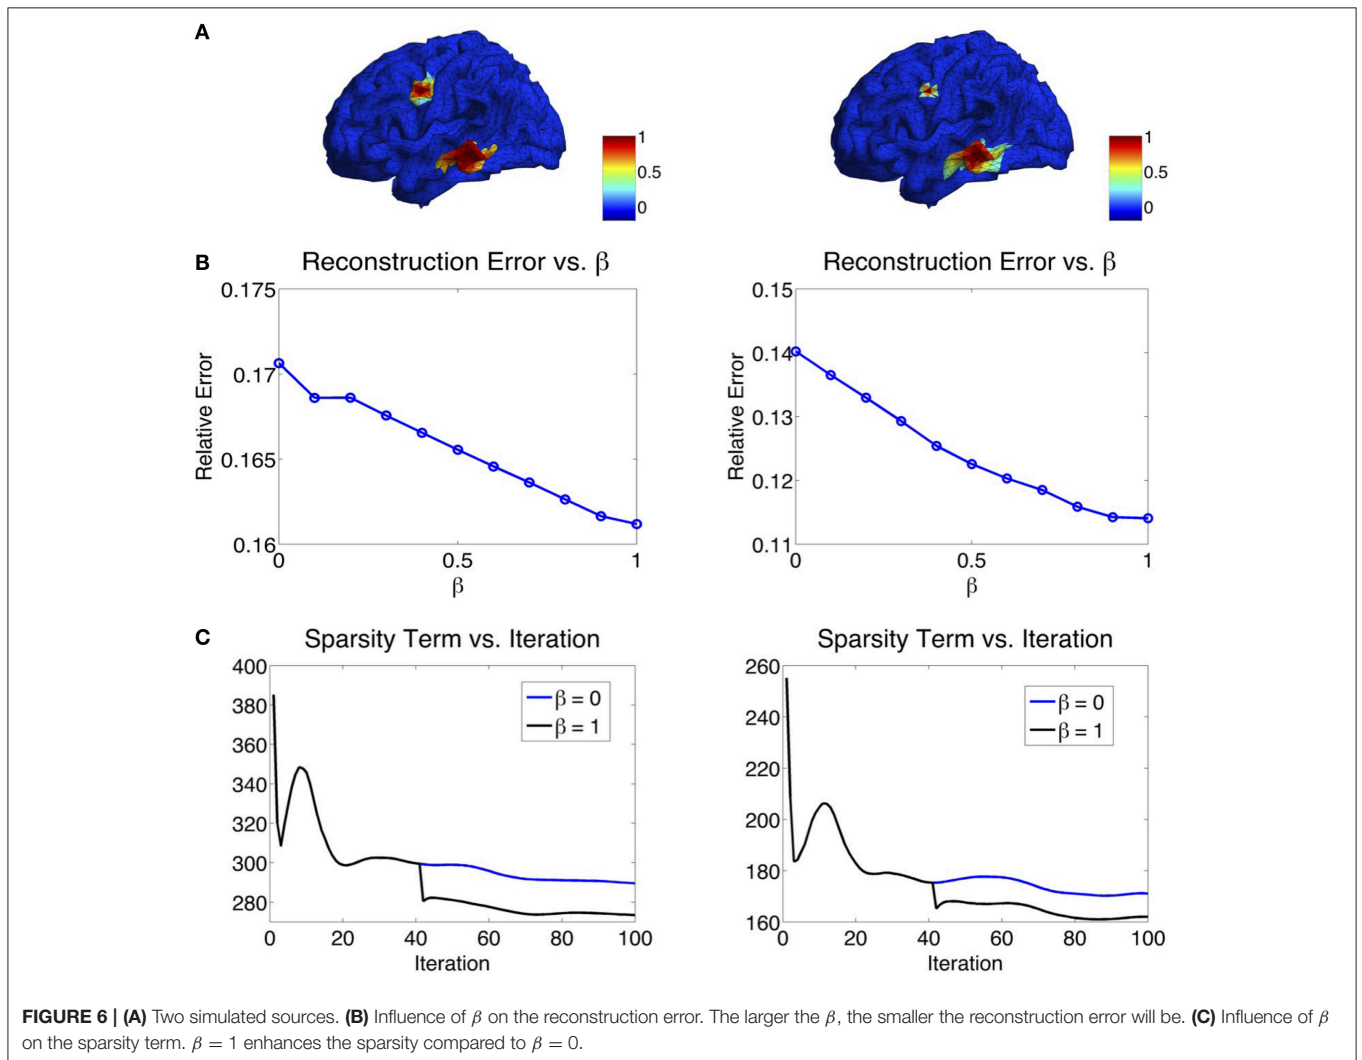 A
1
0.5
0
1
0.5
0
B
Reconstruction Error vs. β
0.175
0.17
0.165
0.16
Relative Error
0
0.5
1
β
Reconstruction Error vs. β
0.15
0.14
0.13
0.12
0.11
Relative Error
0
0.5
1
β
C
Sparsity Term vs. Iteration
400
380
360
340
320
300
280
β = 0
β = 1
0 20 40 60 80 100
Iteration
Sparsity Term vs. Iteration
260
240
220
200
180
160
β = 0
β = 1
0 20 40 60 80 100
Iteration
FIGURE 6 | (A) Two simulated sources. (B) Influence of β on the reconstruction error. The larger the β, the smaller the reconstruction error will be. (C) Influence of β
on the sparsity term. β = 1 enhances the sparsity compared to β = 0.